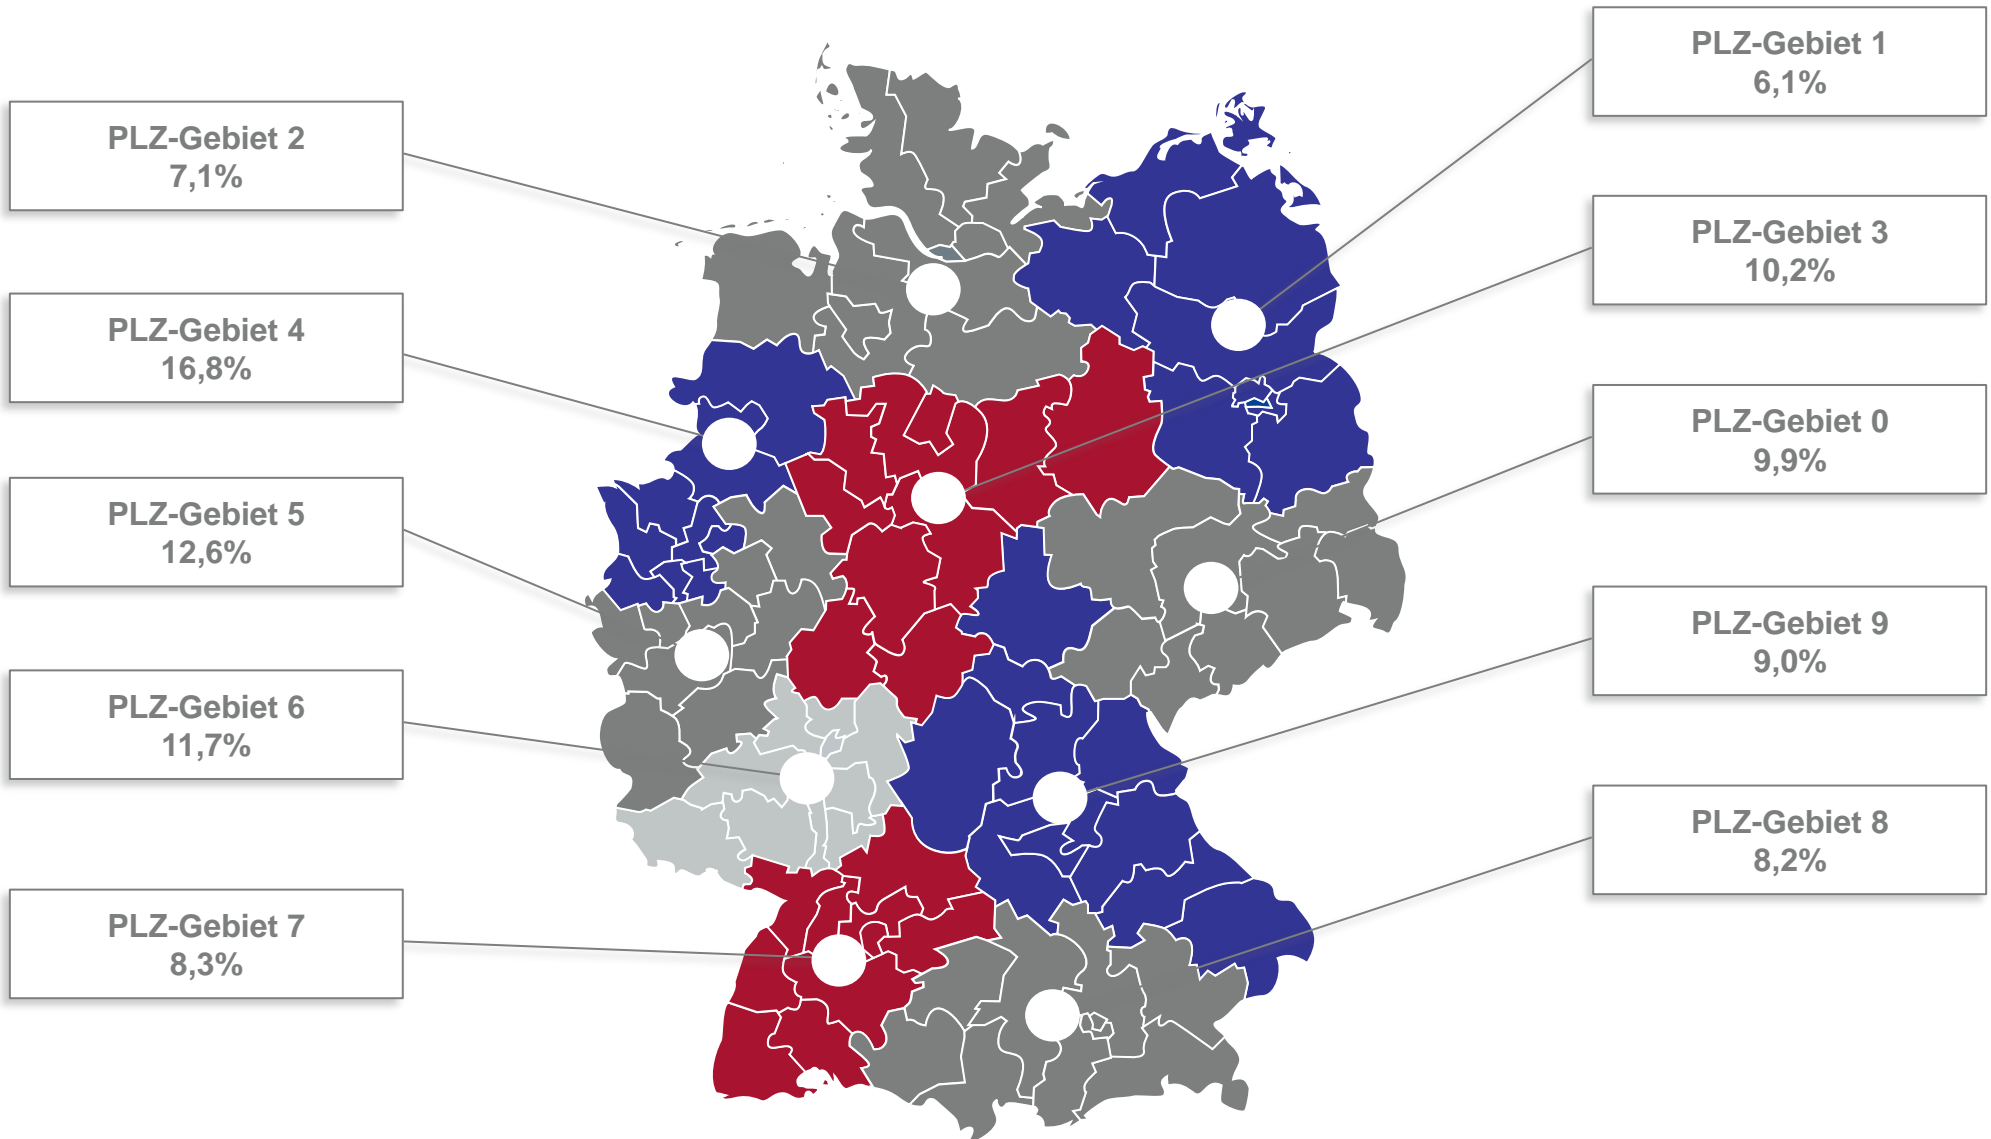 PLZ-Gebiet 2
7,1%
PLZ-Gebiet 4
16,8%
PLZ-Gebiet 5
12,6%
PLZ-Gebiet 6
11,7%
PLZ-Gebiet 7
8,3%
PLZ-Gebiet 1
6,1%
PLZ-Gebiet 3
10,2%
PLZ-Gebiet 0
9,9%
PLZ-Gebiet 9
9,0%
PLZ-Gebiet 8
8,2%